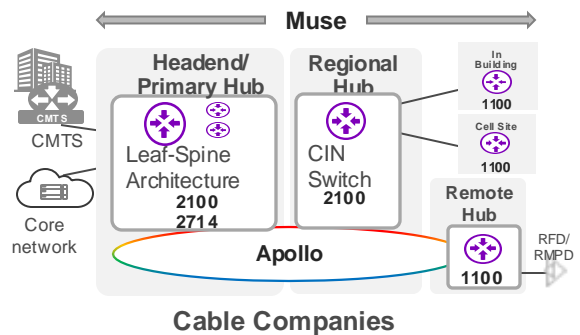 Muse
Headend/
Primary Hub
Regional
Hub
In
Building
1100
CMTS
CMTS
Leaf-Spine
Architecture
2100
2714
CIN
Switch
2100
Cell Site
1100
Core
network
Remote
Hub
1100
RFD/
RMPD
Apollo
Cable Companies